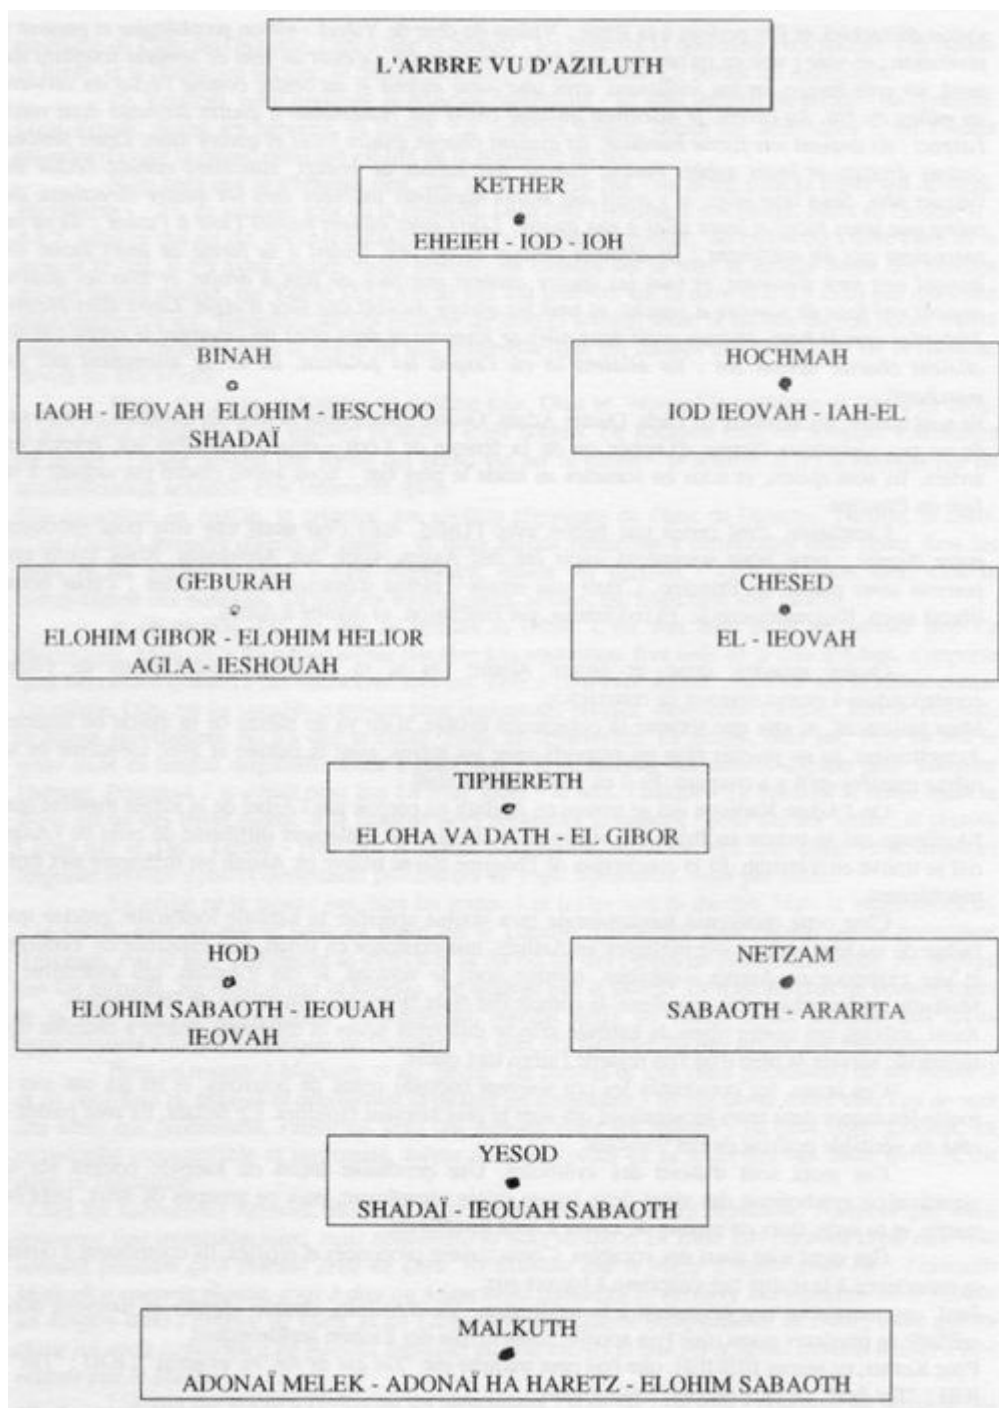 L'ARBRE VU D'AZILUTH
KETHER
EHEIEH - IOD - IOH
BINAH
IAOH - IEOVAH ELOHIM - IESCHOO
SHADAÏ
HOCHMAH
IOD IEOVAH - IAH-EL
GEBURAH
ELOHIM GIBOR - ELOHIM HELIOR
AGLA - IESHOUAH
CHESED
EL - IEOVAH
TIPHERETH
ELOHA VA DATH - EL GIBOR
HOD
ELOHIM SABAOTH - IEOUAH
IEOVAH
NETZAM
SABAOTH - ARARITA
YESOD
SHADAÏ - IEOUAH SABAOTH
MALKUTH
ADONAÏ MELEK - ADONAÏ HA HARETZ - ELOHIM SABAOTH